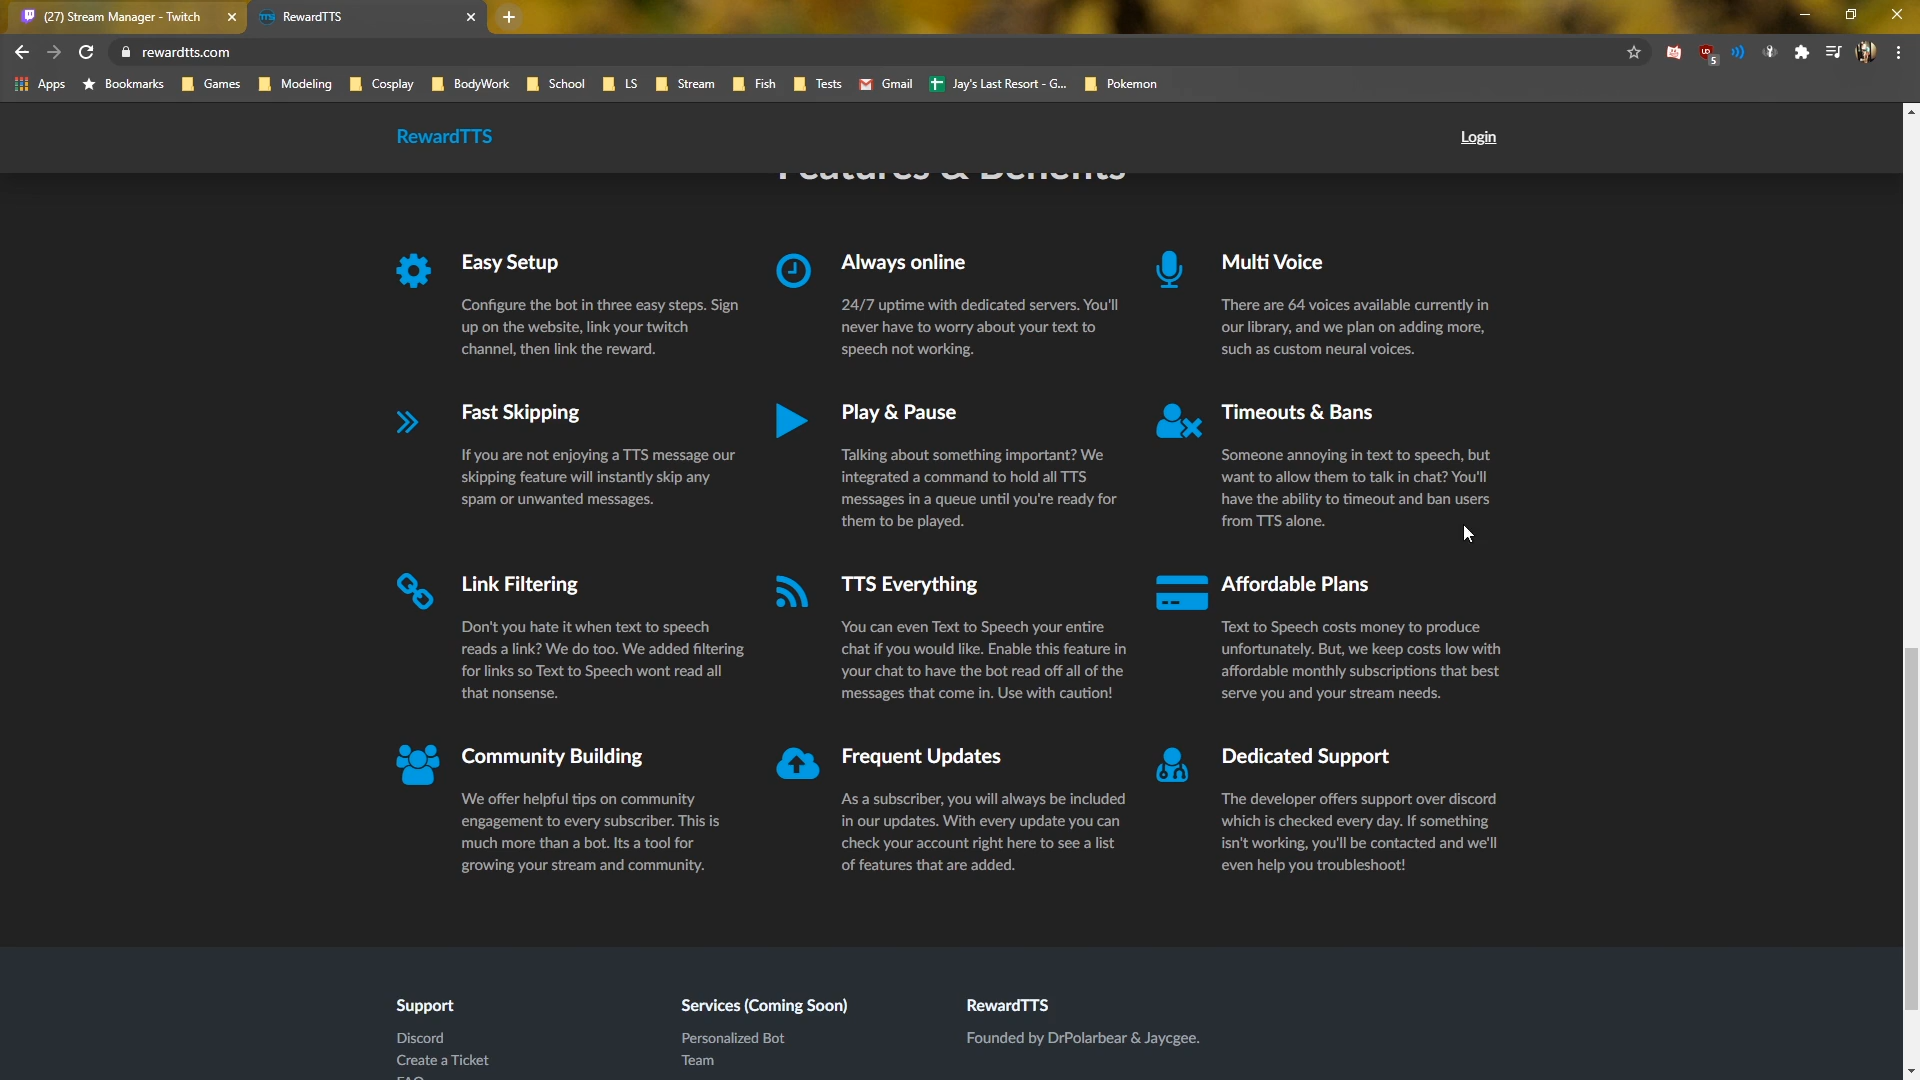 (27) Stream Manager - Twitch
RewardTTS
rewardtts.com
5
Apps
Bookmarks
Games
Modeling
Cosplay
BodyWork
School
LS
Stream
Fish
Tests
Gmail
Jay's Last Resort - G...
Pokemon
RewardTTS
Login
Features & Benefits
Easy Setup
Configure the bot in three easy steps. Sign
up on the website, link your twitch
channel, then link the reward.
Always online
24/7 uptime with dedicated servers. You'll
never have to worry about your text to
speech not working.
Multi Voice
There are 64 voices available currently in
our library, and we plan on adding more,
such as custom neural voices.
Fast Skipping
If you are not enjoying a TTS message our
skipping feature will instantly skip any
spam or unwanted messages.
Play & Pause
Talking about something important? We
integrated a command to hold all TTS
messages in a queue until you're ready for
them to be played.
Timeouts & Bans
Someone annoying in text to speech, but
want to allow them to talk in chat? You'll
have the ability to timeout and ban users
from TTS alone.
Link Filtering
Don't you hate it when text to speech
reads a link? We do too. We added filtering
for links so Text to Speech wont read all
that nonsense.
TTS Everything
You can even Text to Speech your entire
chat if you would like. Enable this feature in
your chat to have the bot read off all of the
messages that come in. Use with caution!
Affordable Plans
Text to Speech costs money to produce
unfortunately. But, we keep costs low with
affordable monthly subscriptions that best
serve you and your stream needs.
Community Building
We offer helpful tips on community
engagement to every subscriber. This is
much more than a bot. Its a tool for
growing your stream and community.
Frequent Updates
As a subscriber, you will always be included
in our updates. With every update you can
check your account right here to see a list
of features that are added.
Dedicated Support
The developer offers support over discord
which is checked every day. If something
isn't working, you'll be contacted and we'll
even help you troubleshoot!
Support
Discord
Create a Ticket
FAQ
Services (Coming Soon)
Personalized Bot
Team
RewardTTS
Founded by DrPolarbear & Jaycgee.